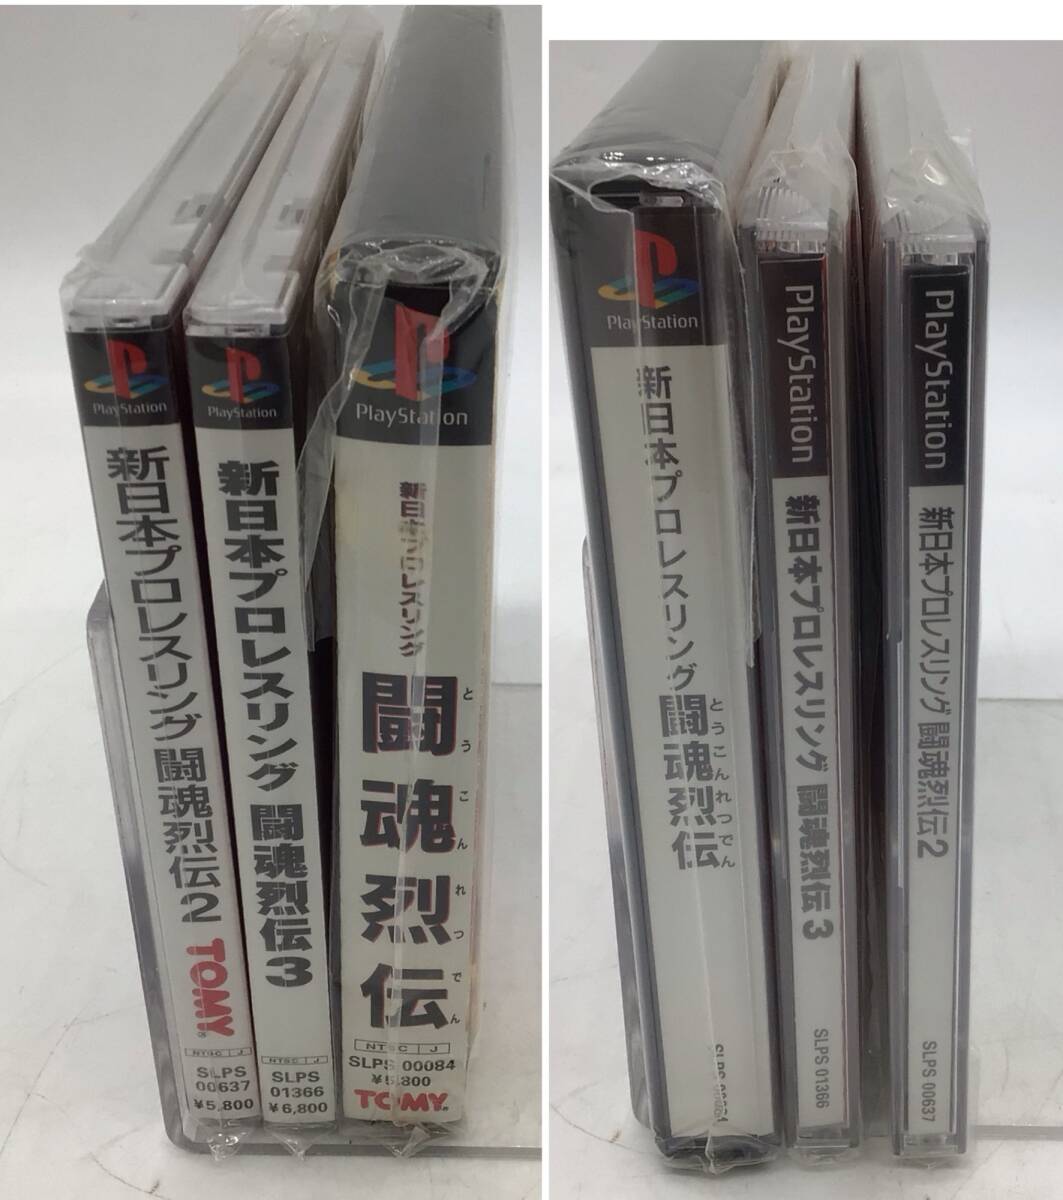 PlayStation
新日本プロレスリング 闘魂烈伝2
TOMY
NTSC J
SLPS
00637
¥5,800
PlayStation
新日本プロレスリング 闘魂烈伝3
NTSC J
SLPS
01366
¥6,800
PlayStation
新日本プロレスリング
闘魂烈伝
とうこんれつでん
NTSC J
SLPS 00084
¥5,800
TOMY
PlayStation
新日本プロレスリング 闘魂烈伝
とうこんれつでん
SLPS 00084
PlayStation
新日本プロレスリング 闘魂烈伝3
SLPS 01366
PlayStation
新日本プロレスリング 闘魂烈伝2
SLPS 00637